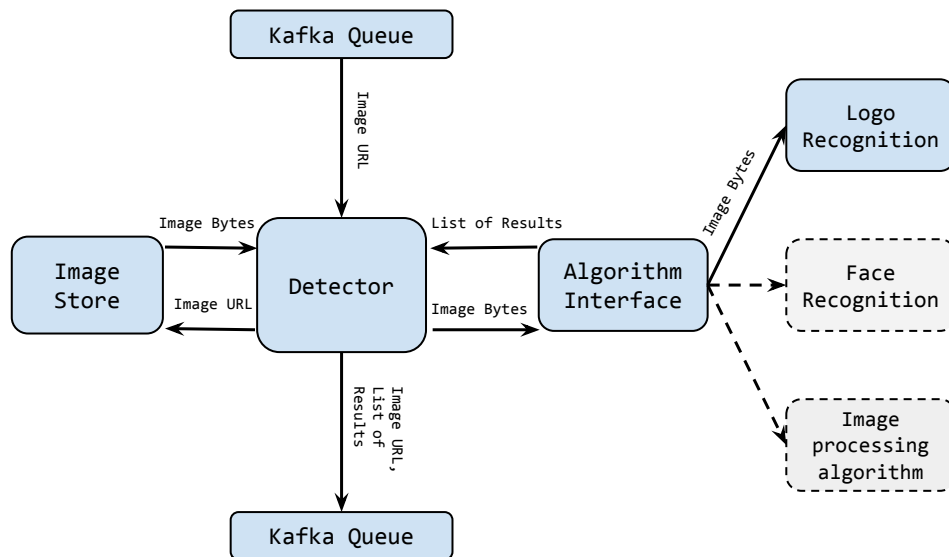 Kafka Queue
Image URL
Logo
Recognition
Image Bytes
Image Bytes
List of Results
Image
Store
Detector
Algorithm
Interface
Face
Recognition
Image URL
Image Bytes
Image URL,
List of
Results
Image
processing
algorithm
Kafka Queue